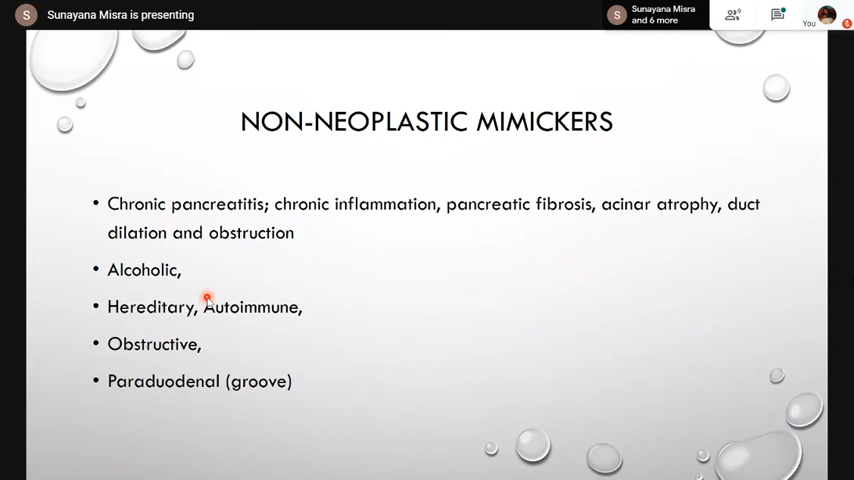 S Sunayana Misra is presenting
S Sunayana Misra
and 6 more
9
You
NON-NEOPLASTIC MIMICKERS
• Chronic pancreatitis; chronic inflammation, pancreatic fibrosis, acinar atrophy, duct
dilation and obstruction
• Alcoholic,
• Hereditary, Autoimmune,
• Obstructive,
• Paraduodenal (groove)